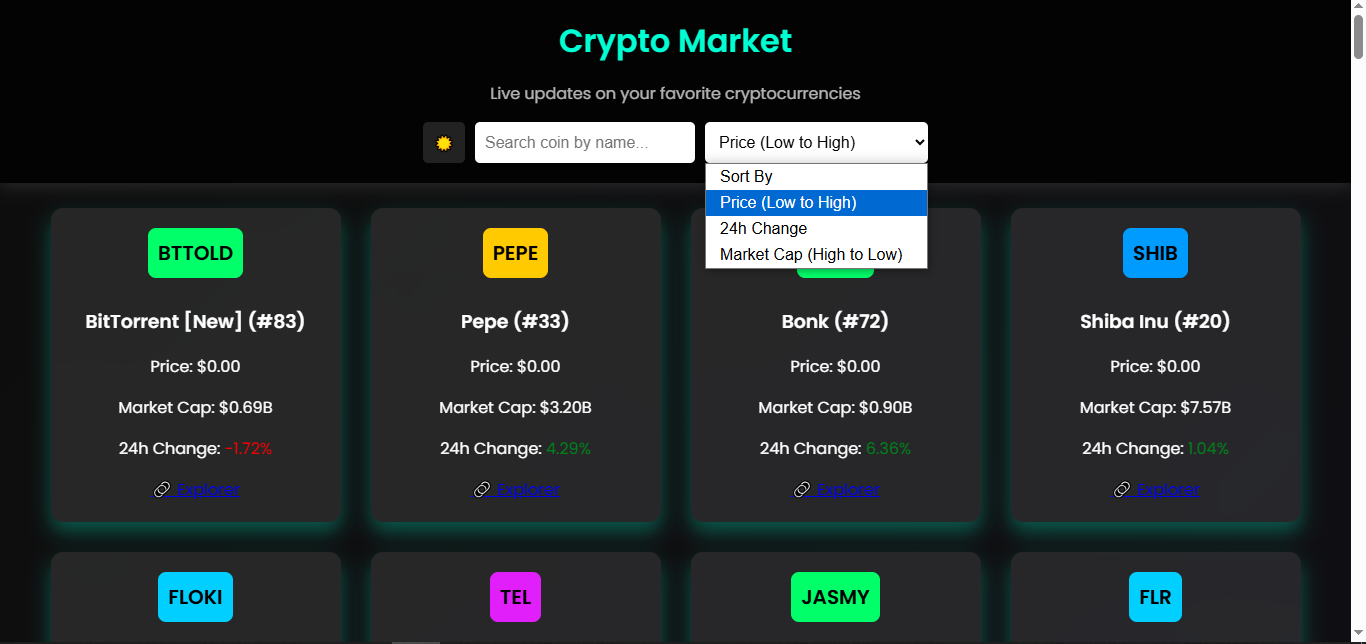 Crypto Market
Live updates on your favorite cryptocurrencies
Search coin by name...
Price (Low to High)
Sort By
Price (Low to High)
24h Change
Market Cap (High to Low)
BTTOLD
PEPE
SHIB
BitTorrent [New] (#83)
Pepe (#33)
Bonk (#72)
Shiba Inu (#20)
Price: $0.00
Price: $0.00
Price: $0.00
Price: $0.00
Market Cap: $0.69B
Market Cap: $3.20B
Market Cap: $0.90B
Market Cap: $7.57B
24h Change: -1.72%
24h Change: 4.29%
24h Change: 6.36%
24h Change: 1.04%
Explorer
Explorer
Explorer
Explorer
FLOKI
TEL
JASMY
FLR